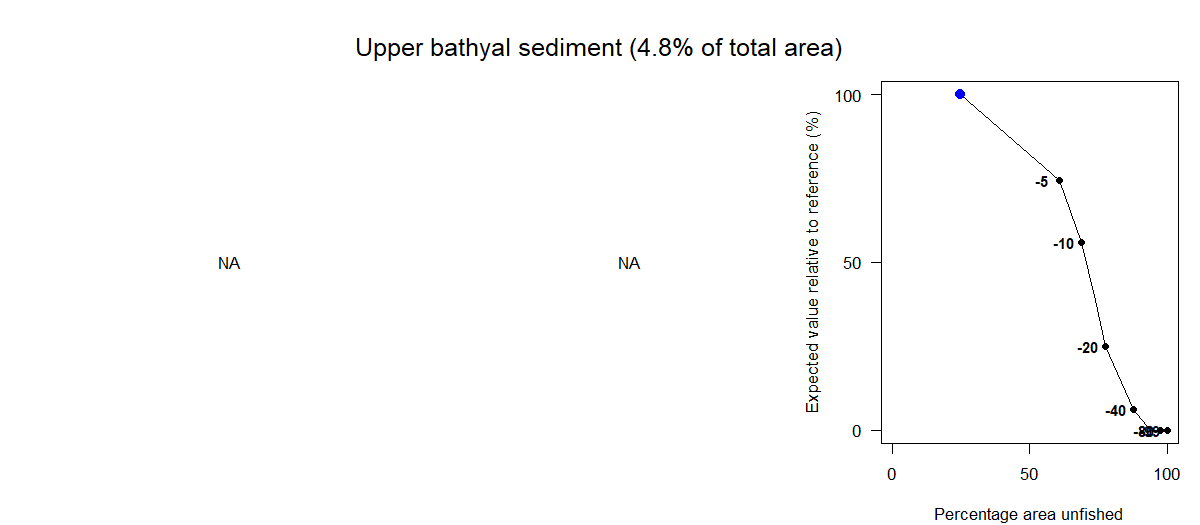 Upper bathyal sediment (4.8% of total area)
NA
NA
Expected value relative to reference (%)
100
50
0
-5
-10
-20
-40
0
50
100
Percentage area unfished